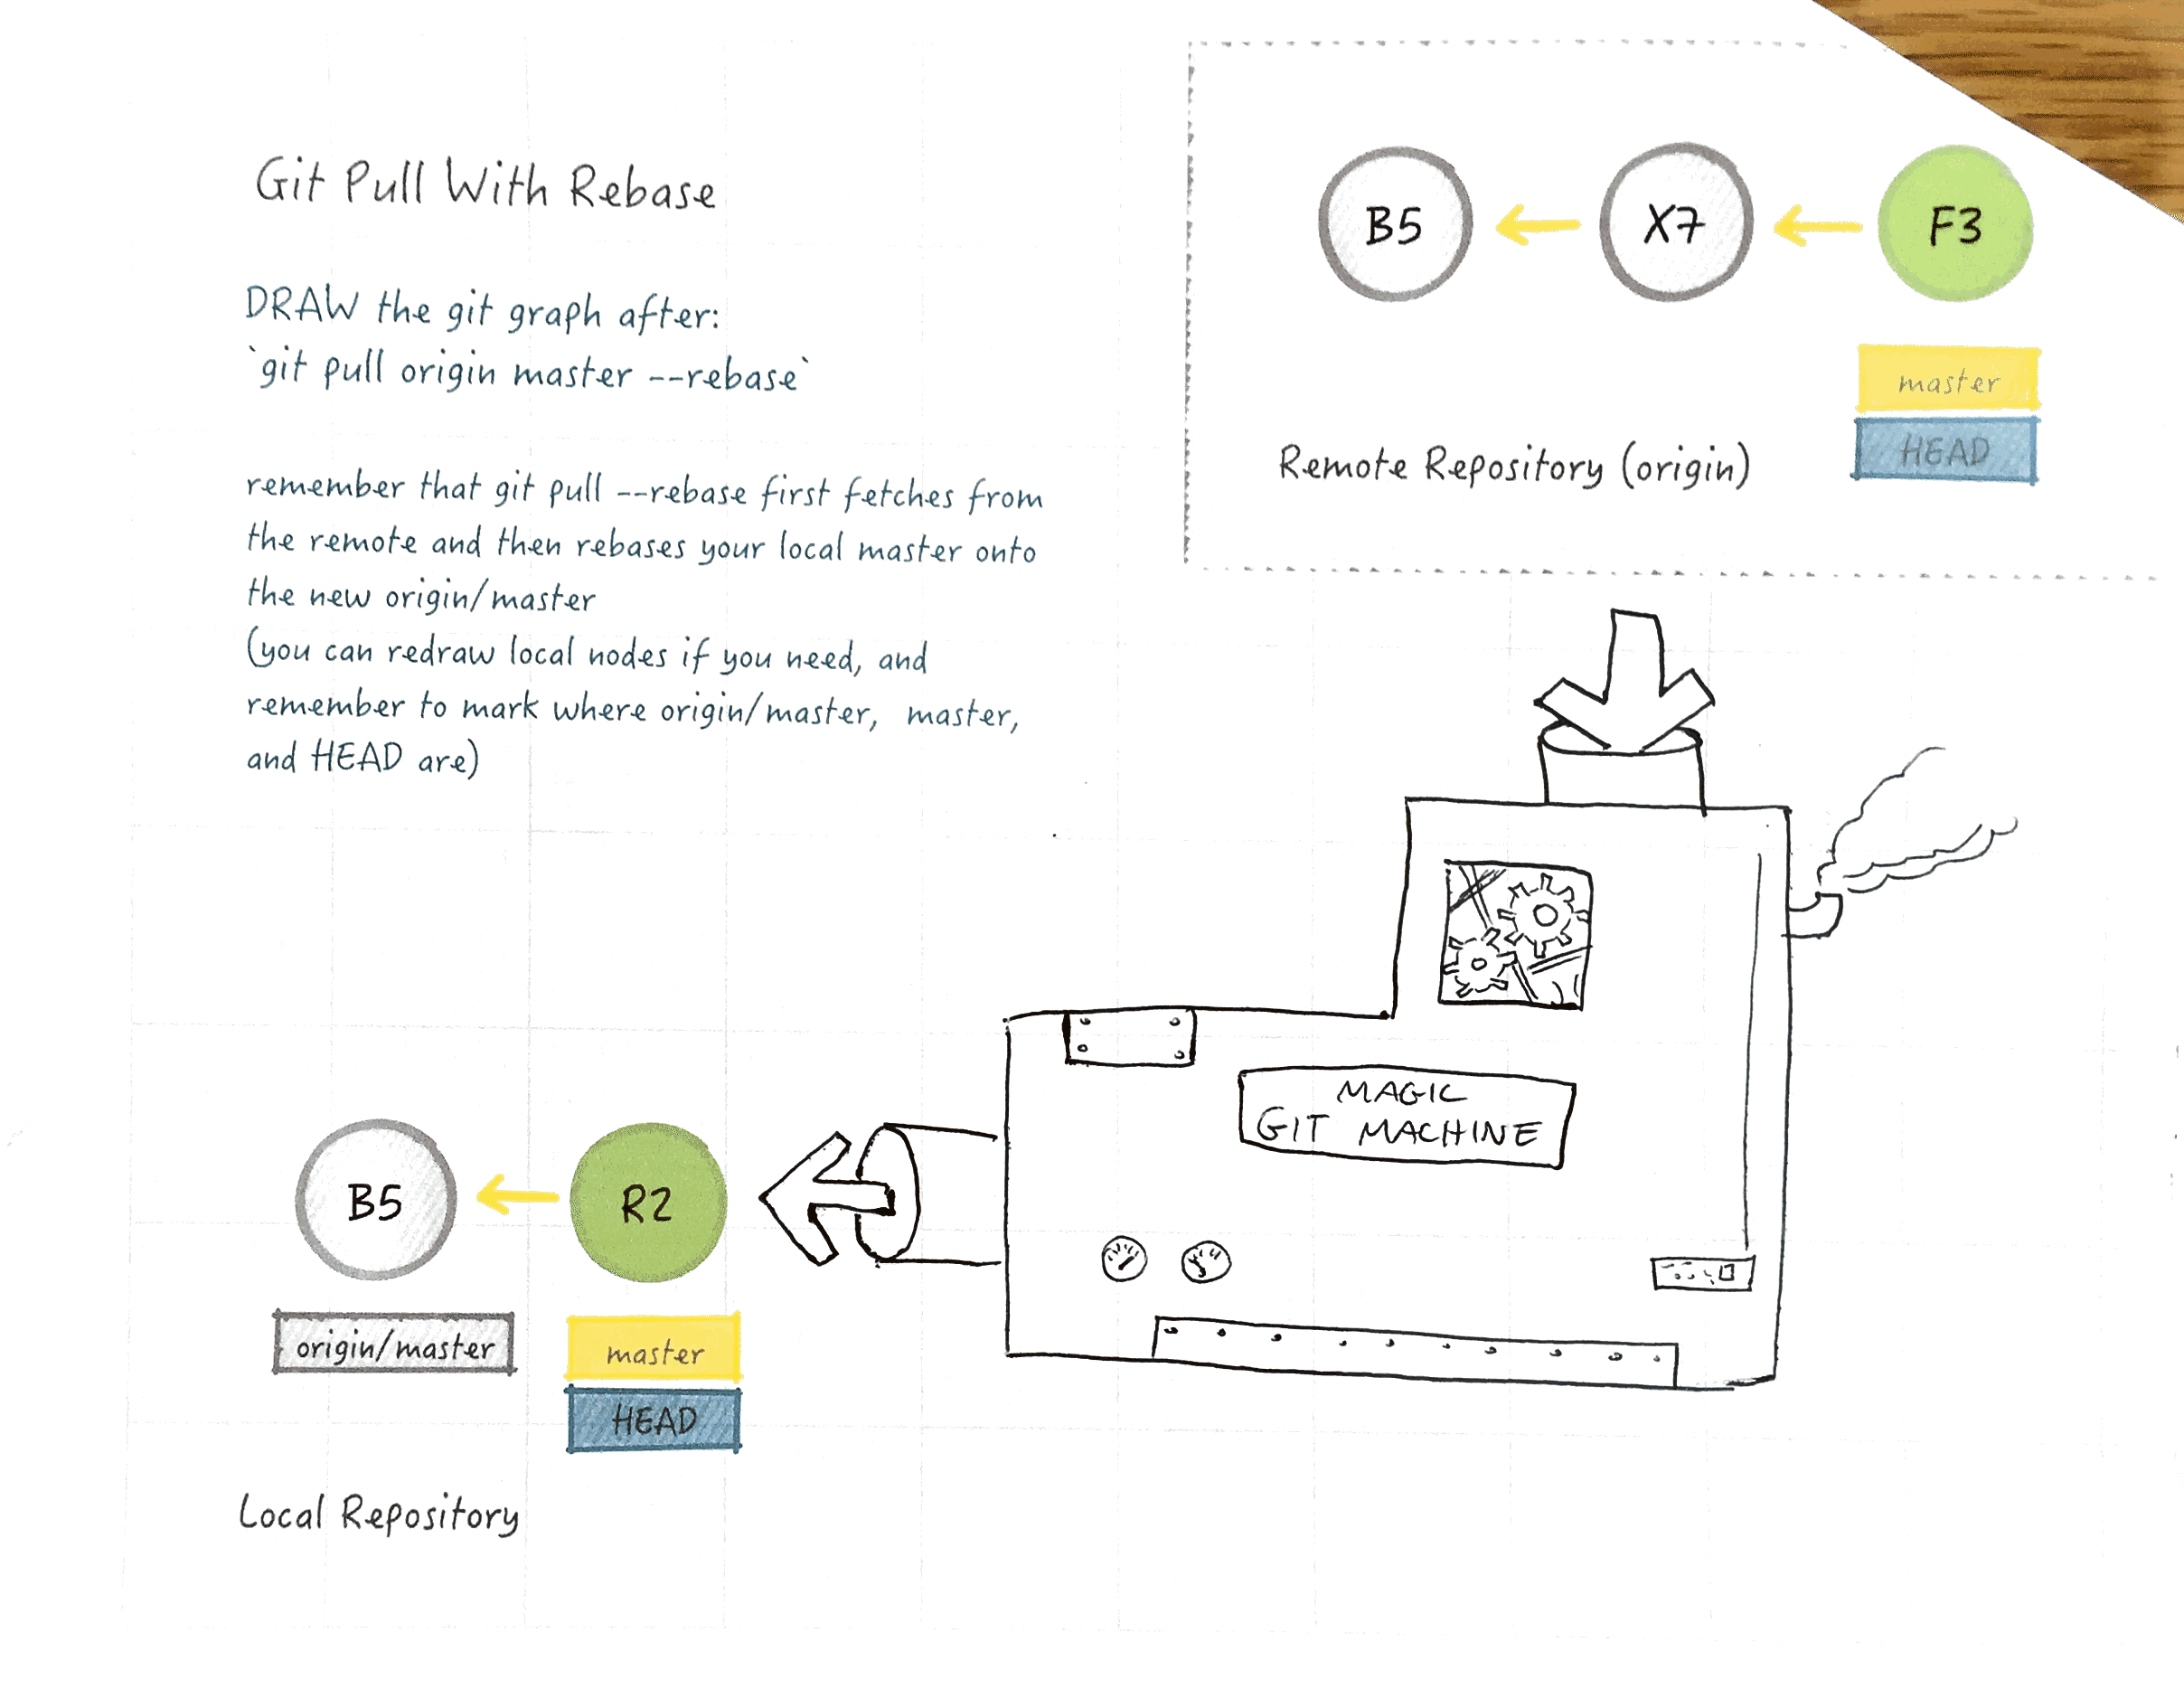 Git Pull With Rebase
DRAW the git graph after:
`git pull origin master --rebase`
remember that git pull --rebase first fetches from
the remote and then rebases your local master onto
the new origin/master
(you can redraw local nodes if you need, and
remember to mark where origin/master, master,
and HEAD are)
B5
X7
F3
master
HEAD
Remote Repository (origin)
MAGIC
GIT MACHINE
B5
R2
origin/master
master
HEAD
Local Repository